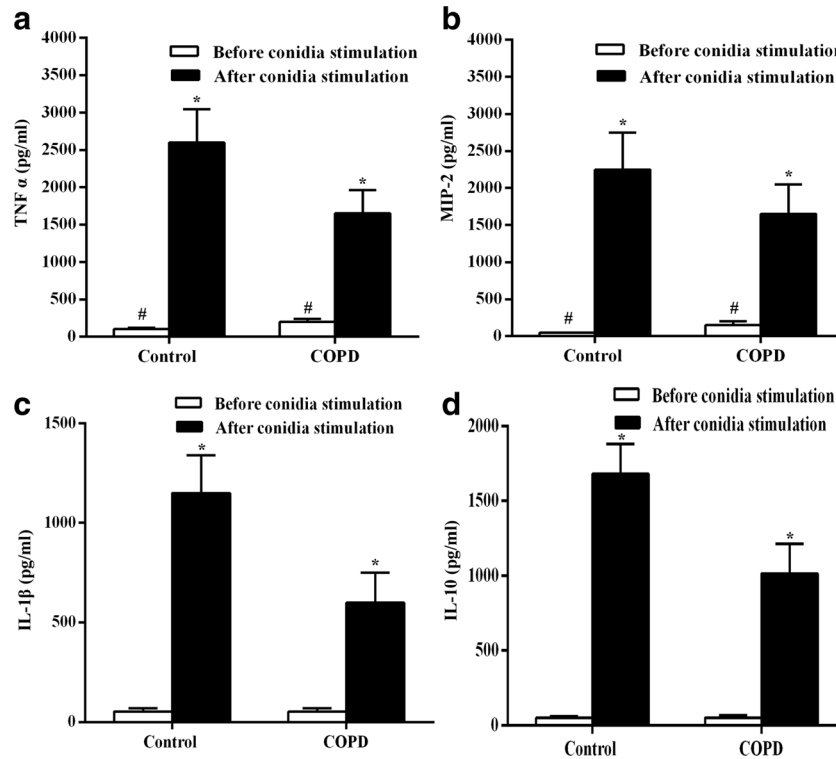 a
TNF α (pg/ml)
4000
3500
3000
2500
2000
1500
1000
500
0
Before conidia stimulation
After conidia stimulation
#
*
#
*
Control
COPD
b
MIP-2 (pg/ml)
4000
3500
3000
2500
2000
1500
1000
500
0
Before conidia stimulation
After conidia stimulation
#
*
#
*
Control
COPD
c
IL-1β (pg/ml)
1500
1000
500
0
Before conidia stimulation
After conidia stimulation
*
*
Control
COPD
d
IL-10 (pg/ml)
2000
1500
1000
500
0
Before conidia stimulation
After conidia stimulation
*
*
Control
COPD